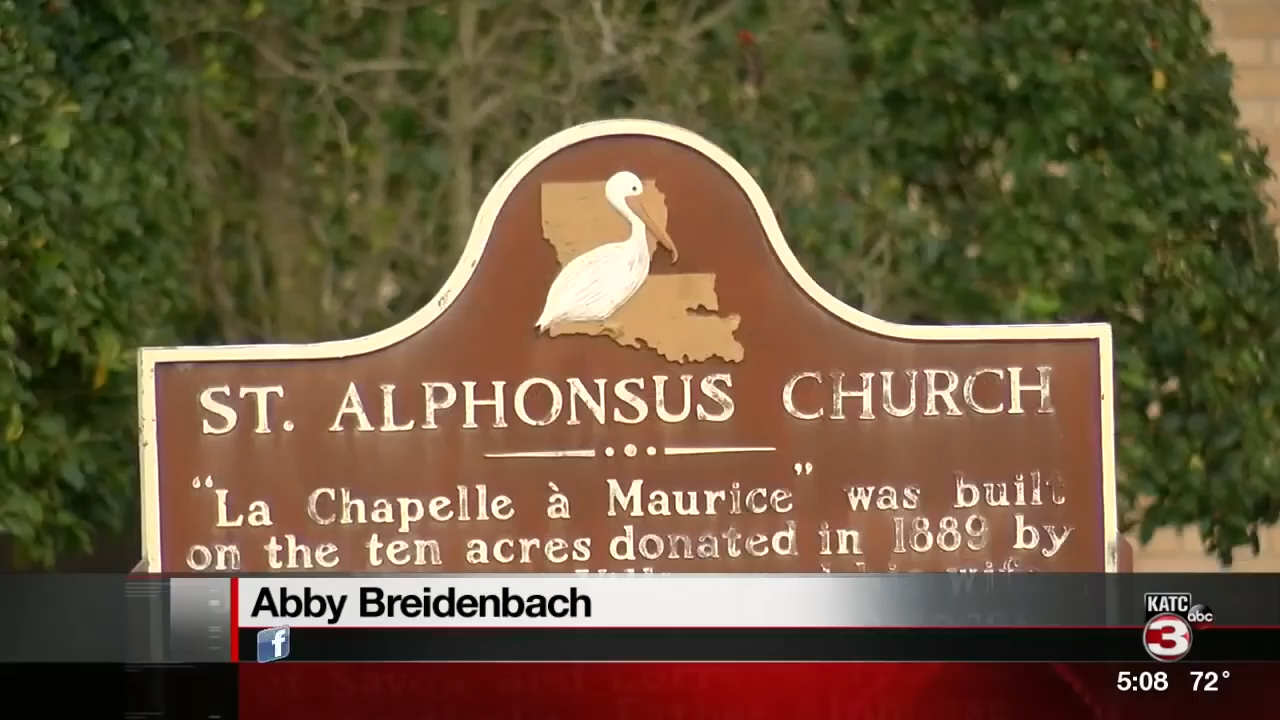 ST. ALPHONSUS CHURCH
“La Chapelle à Maurice” was built
on the ten acres donated in 1889 by
Abby Breidenbach
f
KATC
abc
3
5:08 72°